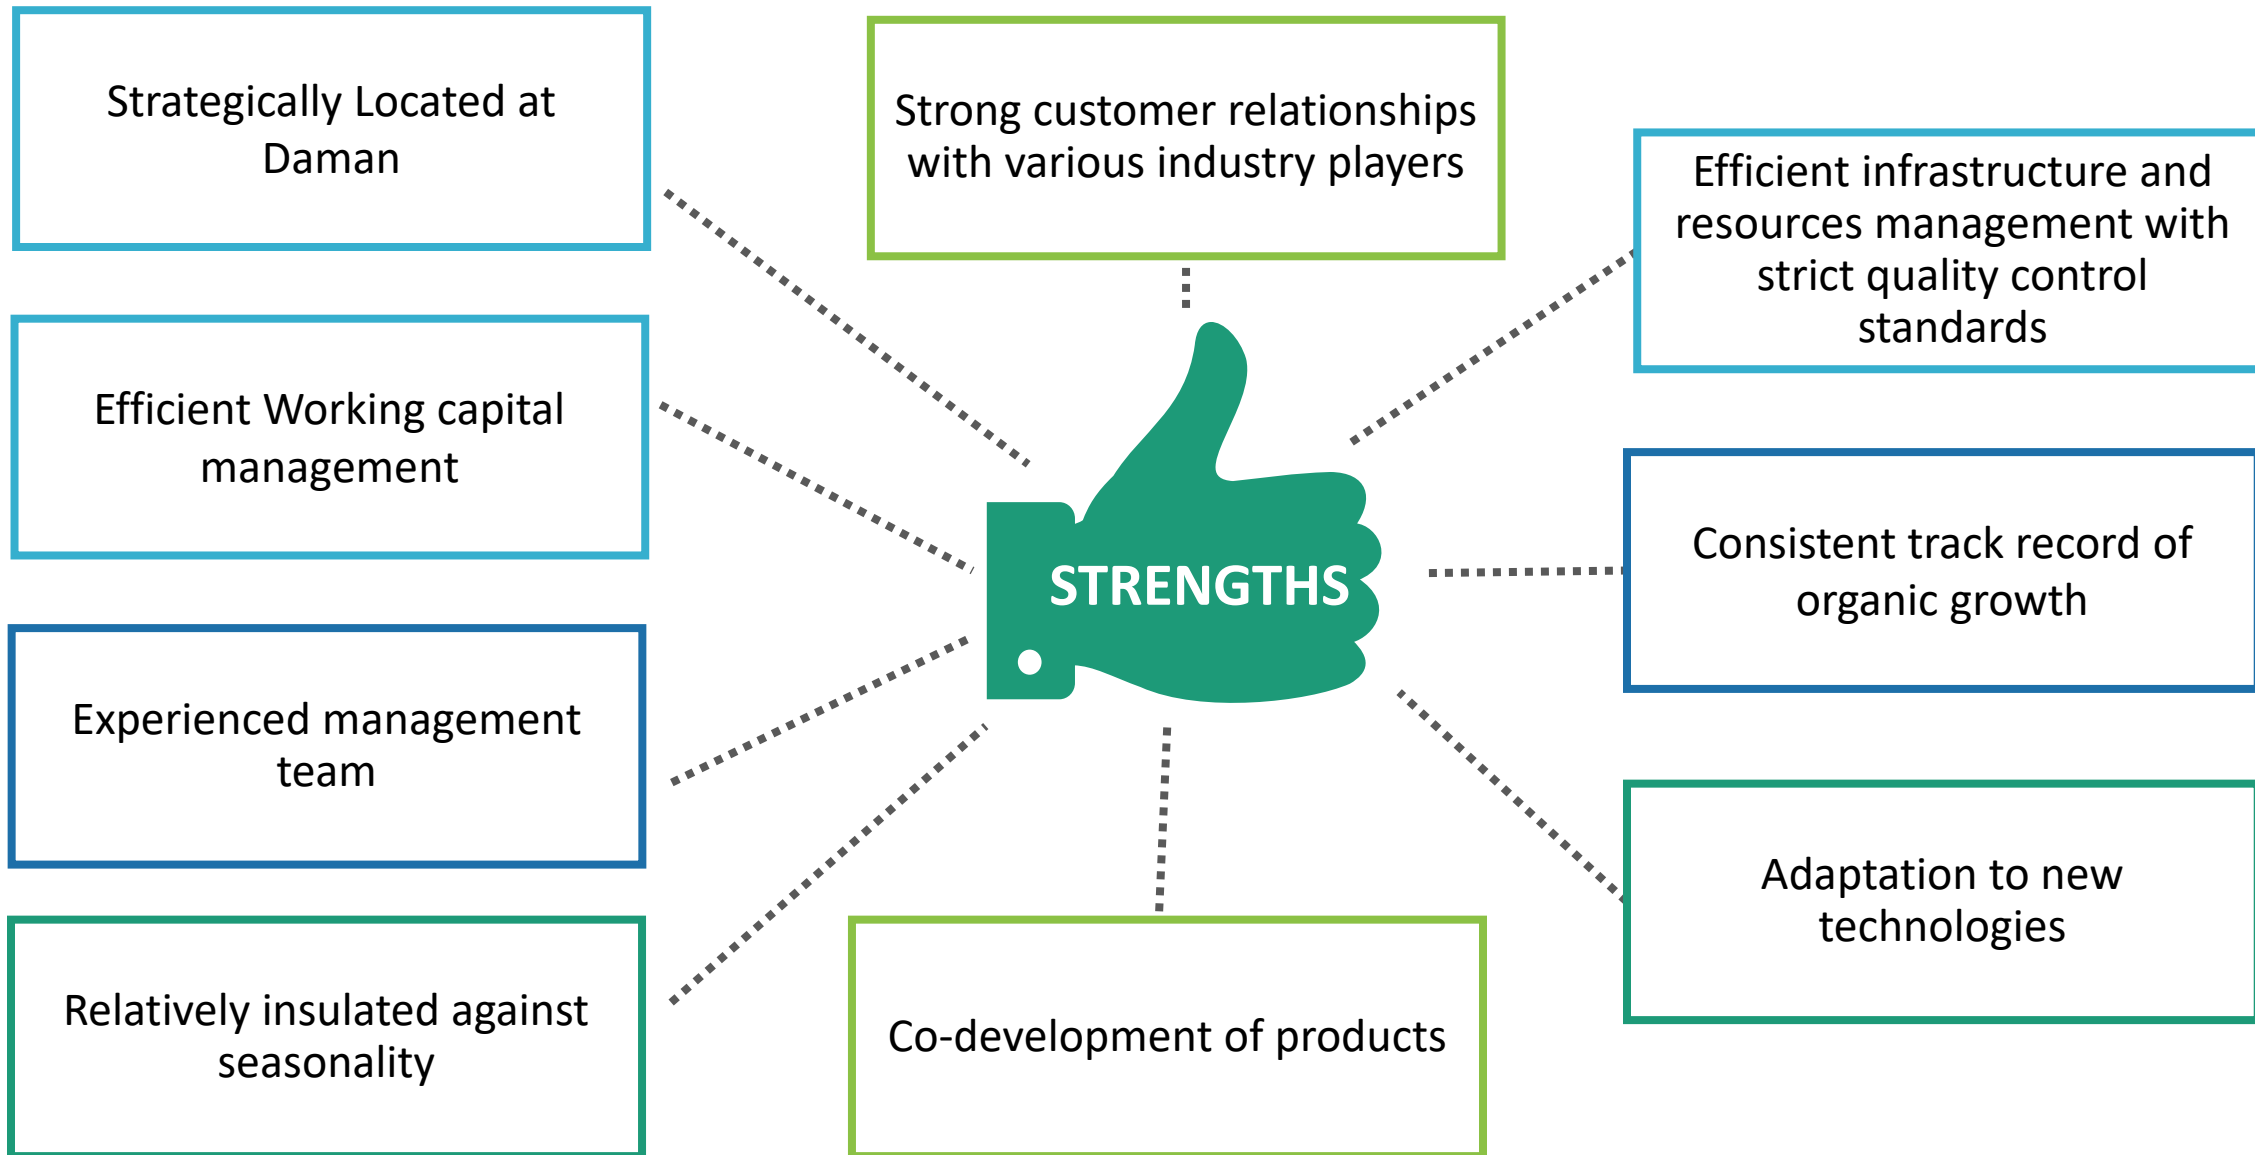 Strategically Located at
Daman
Strong customer relationships
with various industry players
Efficient infrastructure and
resources management with
strict quality control
standards
Efficient Working capital
management
STRENGTHS
Consistent track record of
organic growth
Experienced management
team
Adaptation to new
technologies
Relatively insulated against
seasonality
Co-development of products